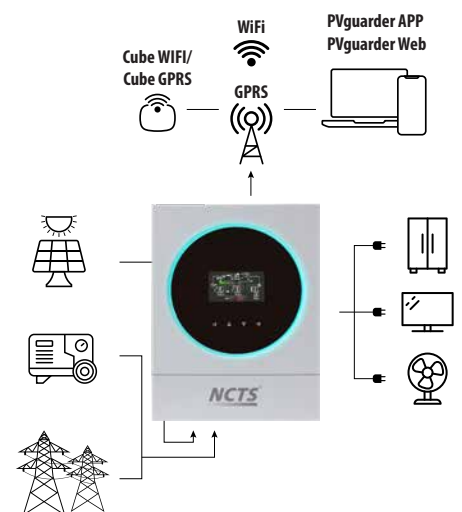 WiFi
PVguarder APP
PVguarder Web
Cube WIFI/
Cube GPRS
GPRS
NCTS